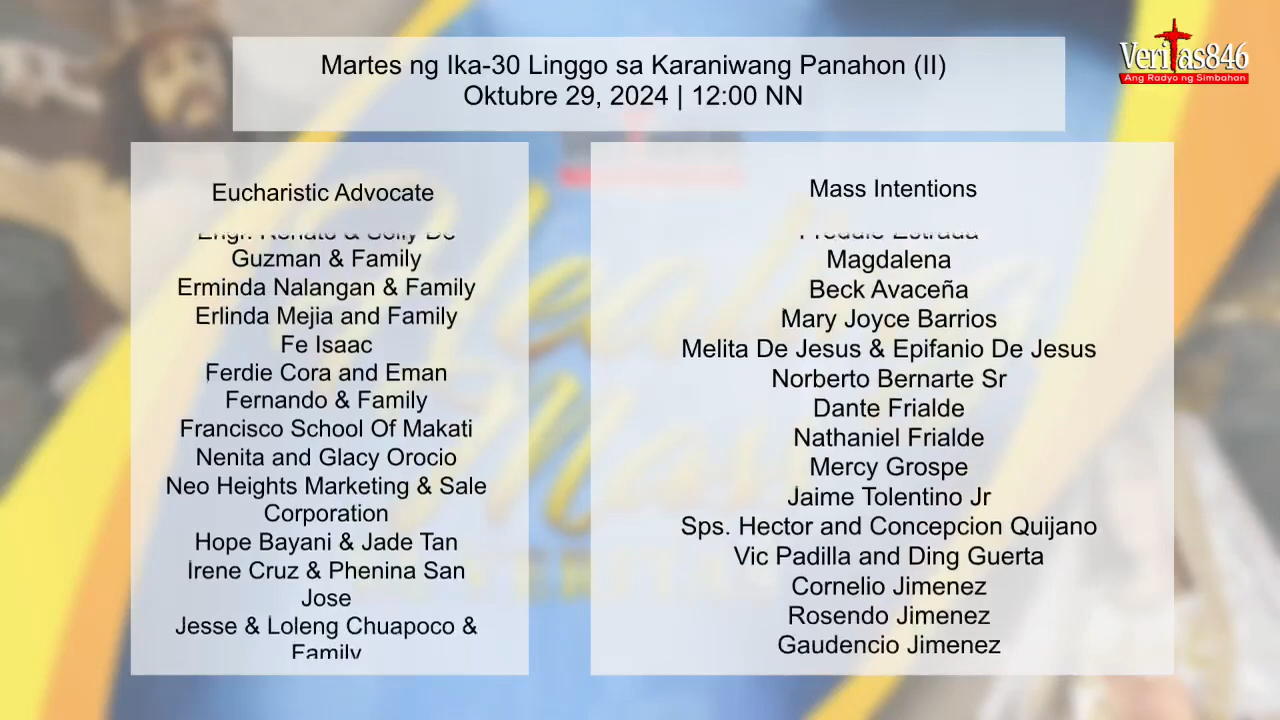 Martes ng Ika-30 Linggo sa Karaniwang Panahon (II)
Oktubre 29, 2024 | 12:00 NN
Veritas846
Ang Radyo ng Simbahan
Eucharistic Advocate
Guzman & Family
Erminda Nalangan & Family
Erlinda Mejia and Family
Fe Isaac
Ferdie Cora and Eman
Fernando & Family
Francisco School Of Makati
Nenita and Glacy Orocio
Neo Heights Marketing & Sale
Corporation
Hope Bayani & Jade Tan
Irene Cruz & Phenina San
Jose
Jesse & Loleng Chuapoco &
Family
Mass Intentions
Magdalena
Beck Avaceña
Mary Joyce Barrios
Melita De Jesus & Epifanio De Jesus
Norberto Bernarte Sr
Dante Frialde
Nathaniel Frialde
Mercy Grospe
Jaime Tolentino Jr
Sps. Hector and Concepcion Quijano
Vic Padilla and Ding Guerta
Cornelio Jimenez
Rosendo Jimenez
Gaudencio Jimenez